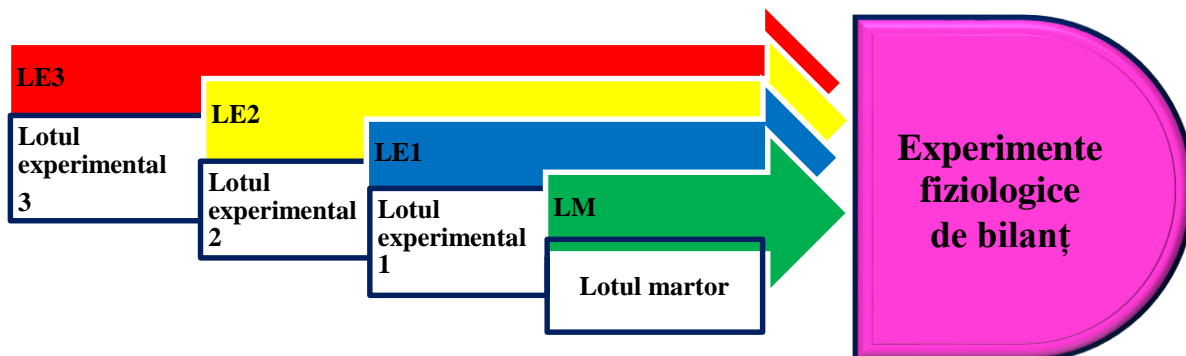 LE3
Lotul
experimental
3
LE2
Lotul
experimental
2
LE1
Lotul
experimental
1
LM
Lotul martor
Experimente
fiziologice
de bilanț